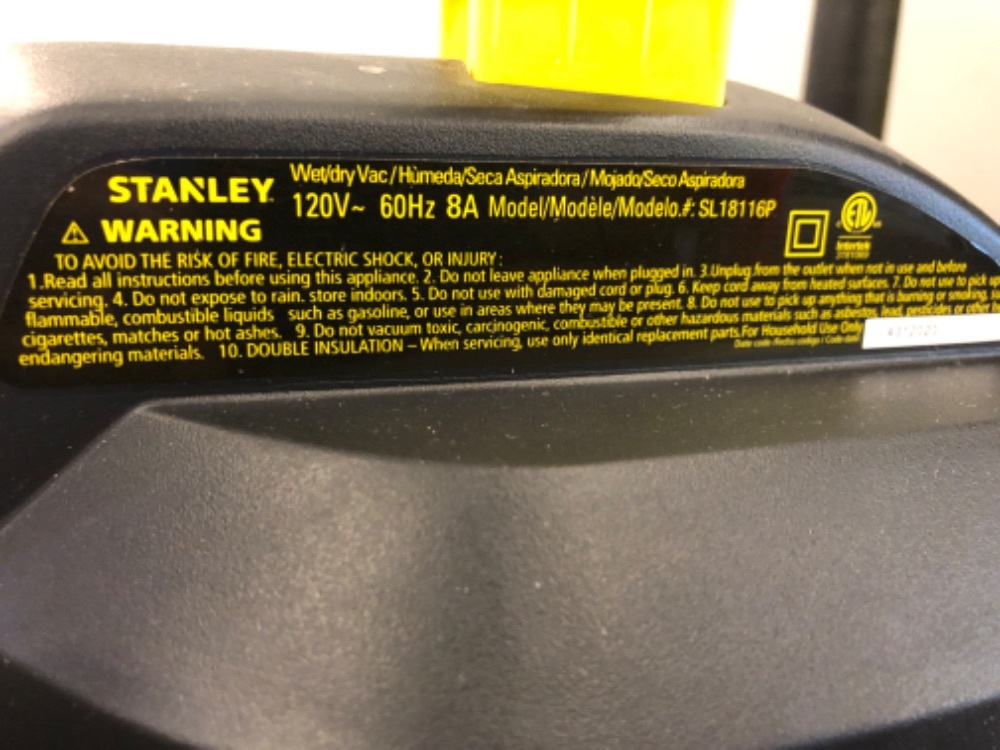 STANLEY
Wet/dry Vac / Hùmeda/Seca Aspiradora / Mojado/Seco Aspiradora
120V~ 60Hz 8A Model/Modèle/Modelo.#: SL18116P
⚠ WARNING
TO AVOID THE RISK OF FIRE, ELECTRIC SHOCK, OR INJURY:
1.Read all instructions before using this appliance. 2. Do not leave appliance when plugged in. 3.Unplug from the outlet when not in use and before
servicing. 4. Do not expose to rain. store indoors. 5. Do not use with damaged cord or plug. 6. Keep cord away from heated surfaces. 7. Do not use to pick up
flammable, combustible liquids such as gasoline, or use in areas where they may be present. 8. Do not use to pick up anything that is burning or smoking,
cigarettes, matches or hot ashes. 9. Do not vacuum toxic, carcinogenic, combustible or other hazardous materials such as asbestos, lead, pesticides or other
endangering materials. 10. DOUBLE INSULATION – When servicing, use only identical replacement parts.For Household Use Only
ETL
Intertek